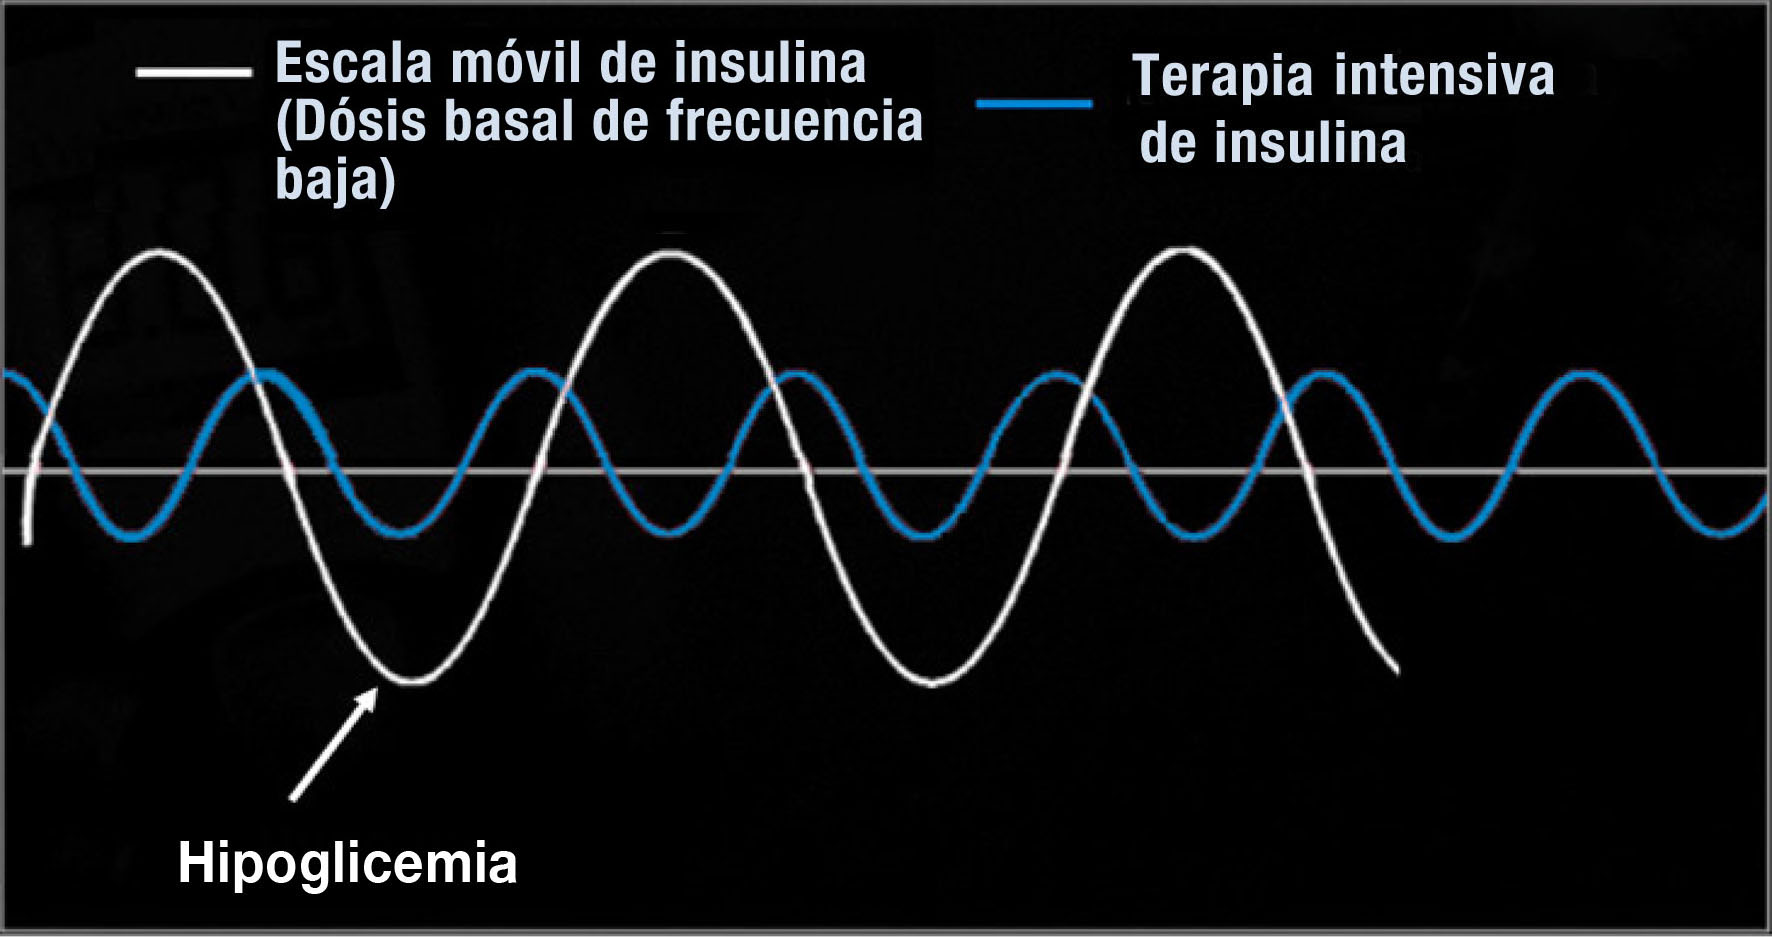 Escala móvil de insulina
(Dósis basal de frecuencia
baja)
Terapia intensiva
de insulina
Hipoglicemia